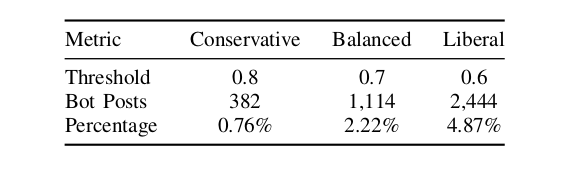 Metric Conservative Balanced Liberal
Threshold 0.8 0.7 0.6
Bot Posts 382 1,114 2,444
Percentage 0.76% 2.22% 4.87%